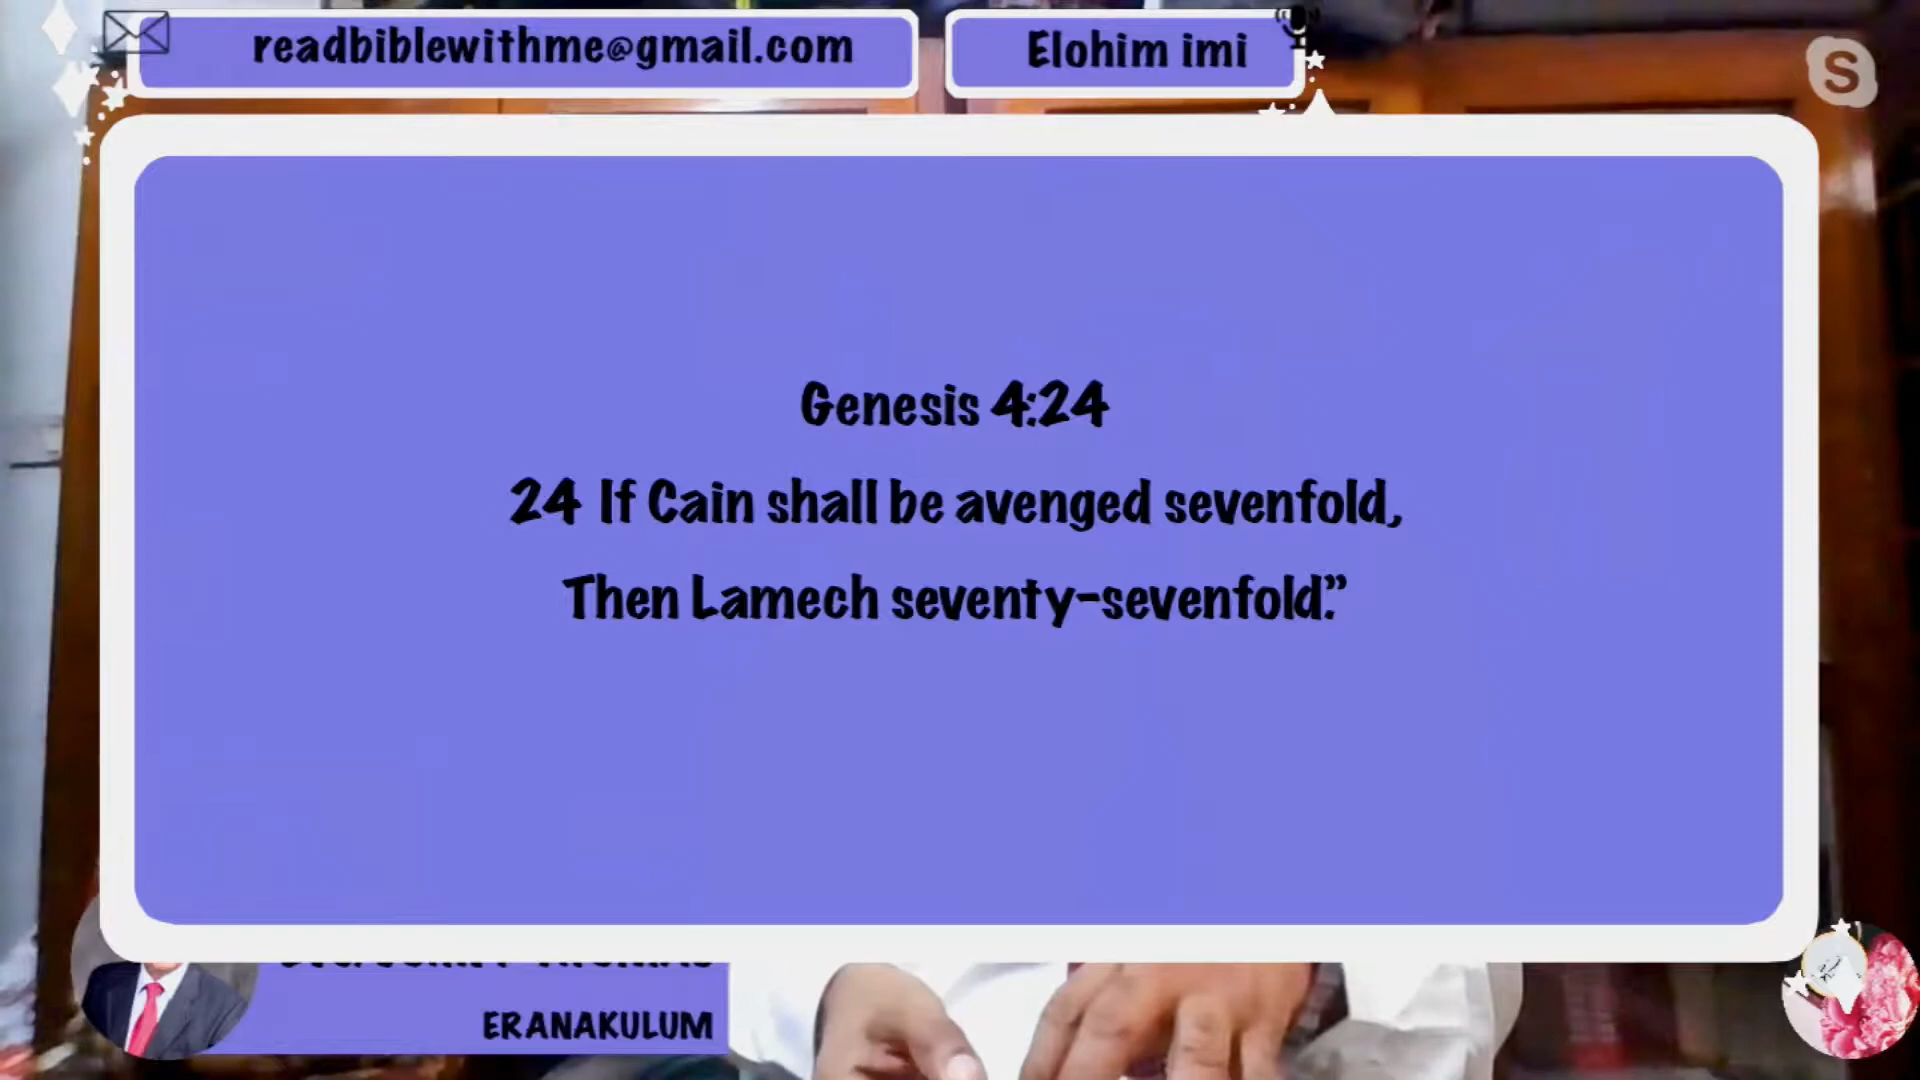 readbiblewithme@gmail.com
Elohim imi
S
Genesis 4:24
24 If Cain shall be avenged sevenfold,
Then Lamech seventy-sevenfold.”
ERANAKULUM